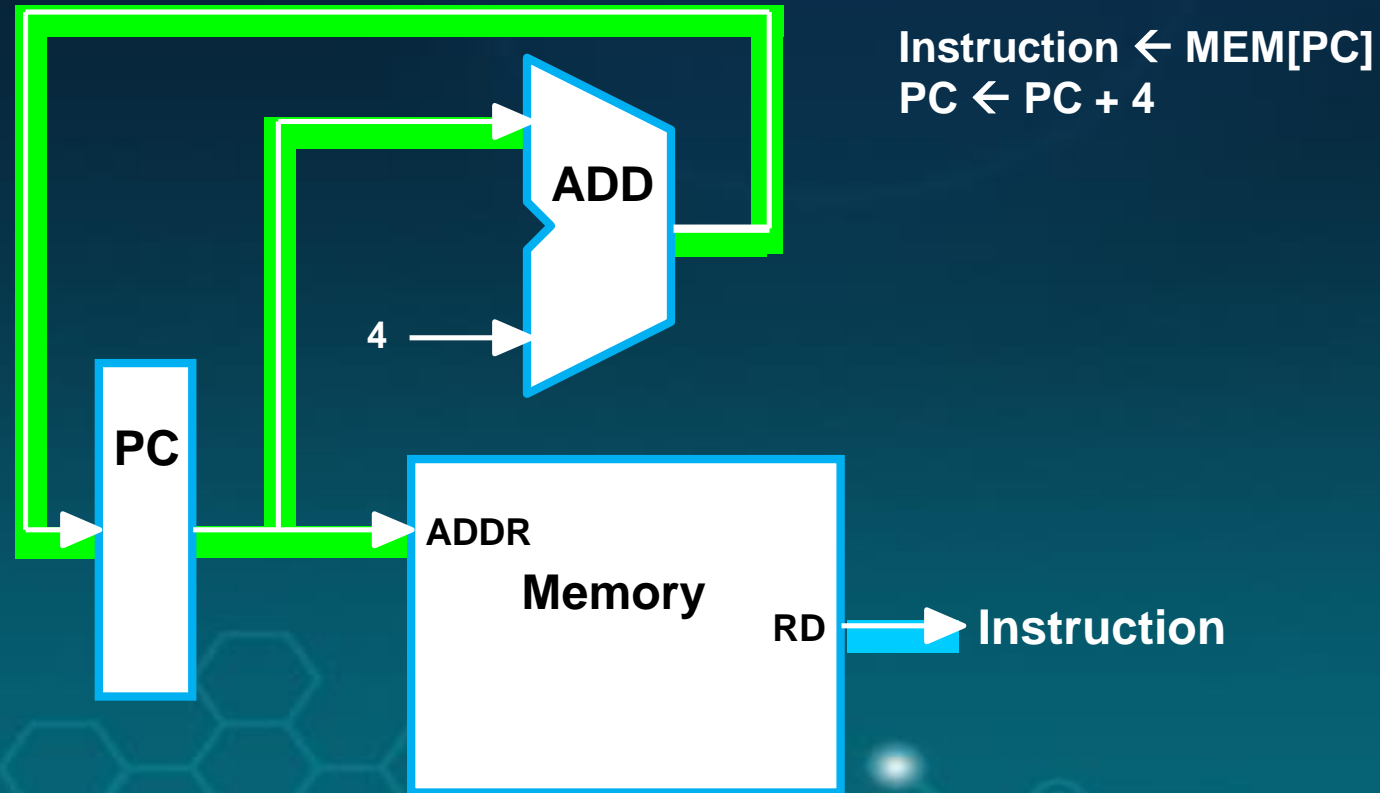 Instruction ← MEM[PC]
PC ← PC + 4
ADD
4
PC
ADDR
Memory
RD
Instruction